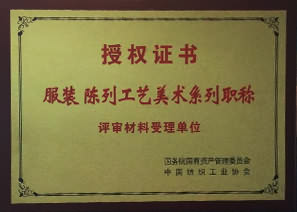 授权证书
服装陈列工艺美术系列职称
评审材料受理单位
国务院国有资产管理委员会
中国纺织工业协会